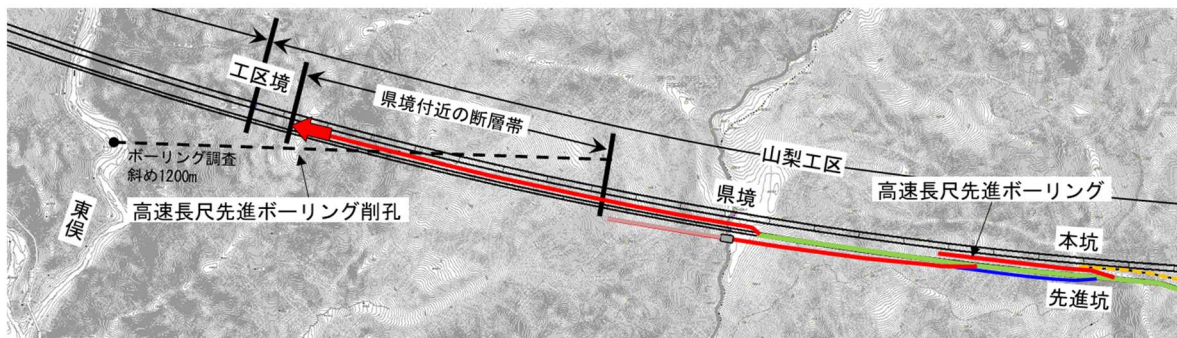 工区境
県境付近の断層帯
山梨工区
ボーリング調査
斜め1200m
高速長尺先進ボーリング削孔
東俣
県境
高速長尺先進ボーリング
本坑
先進坑